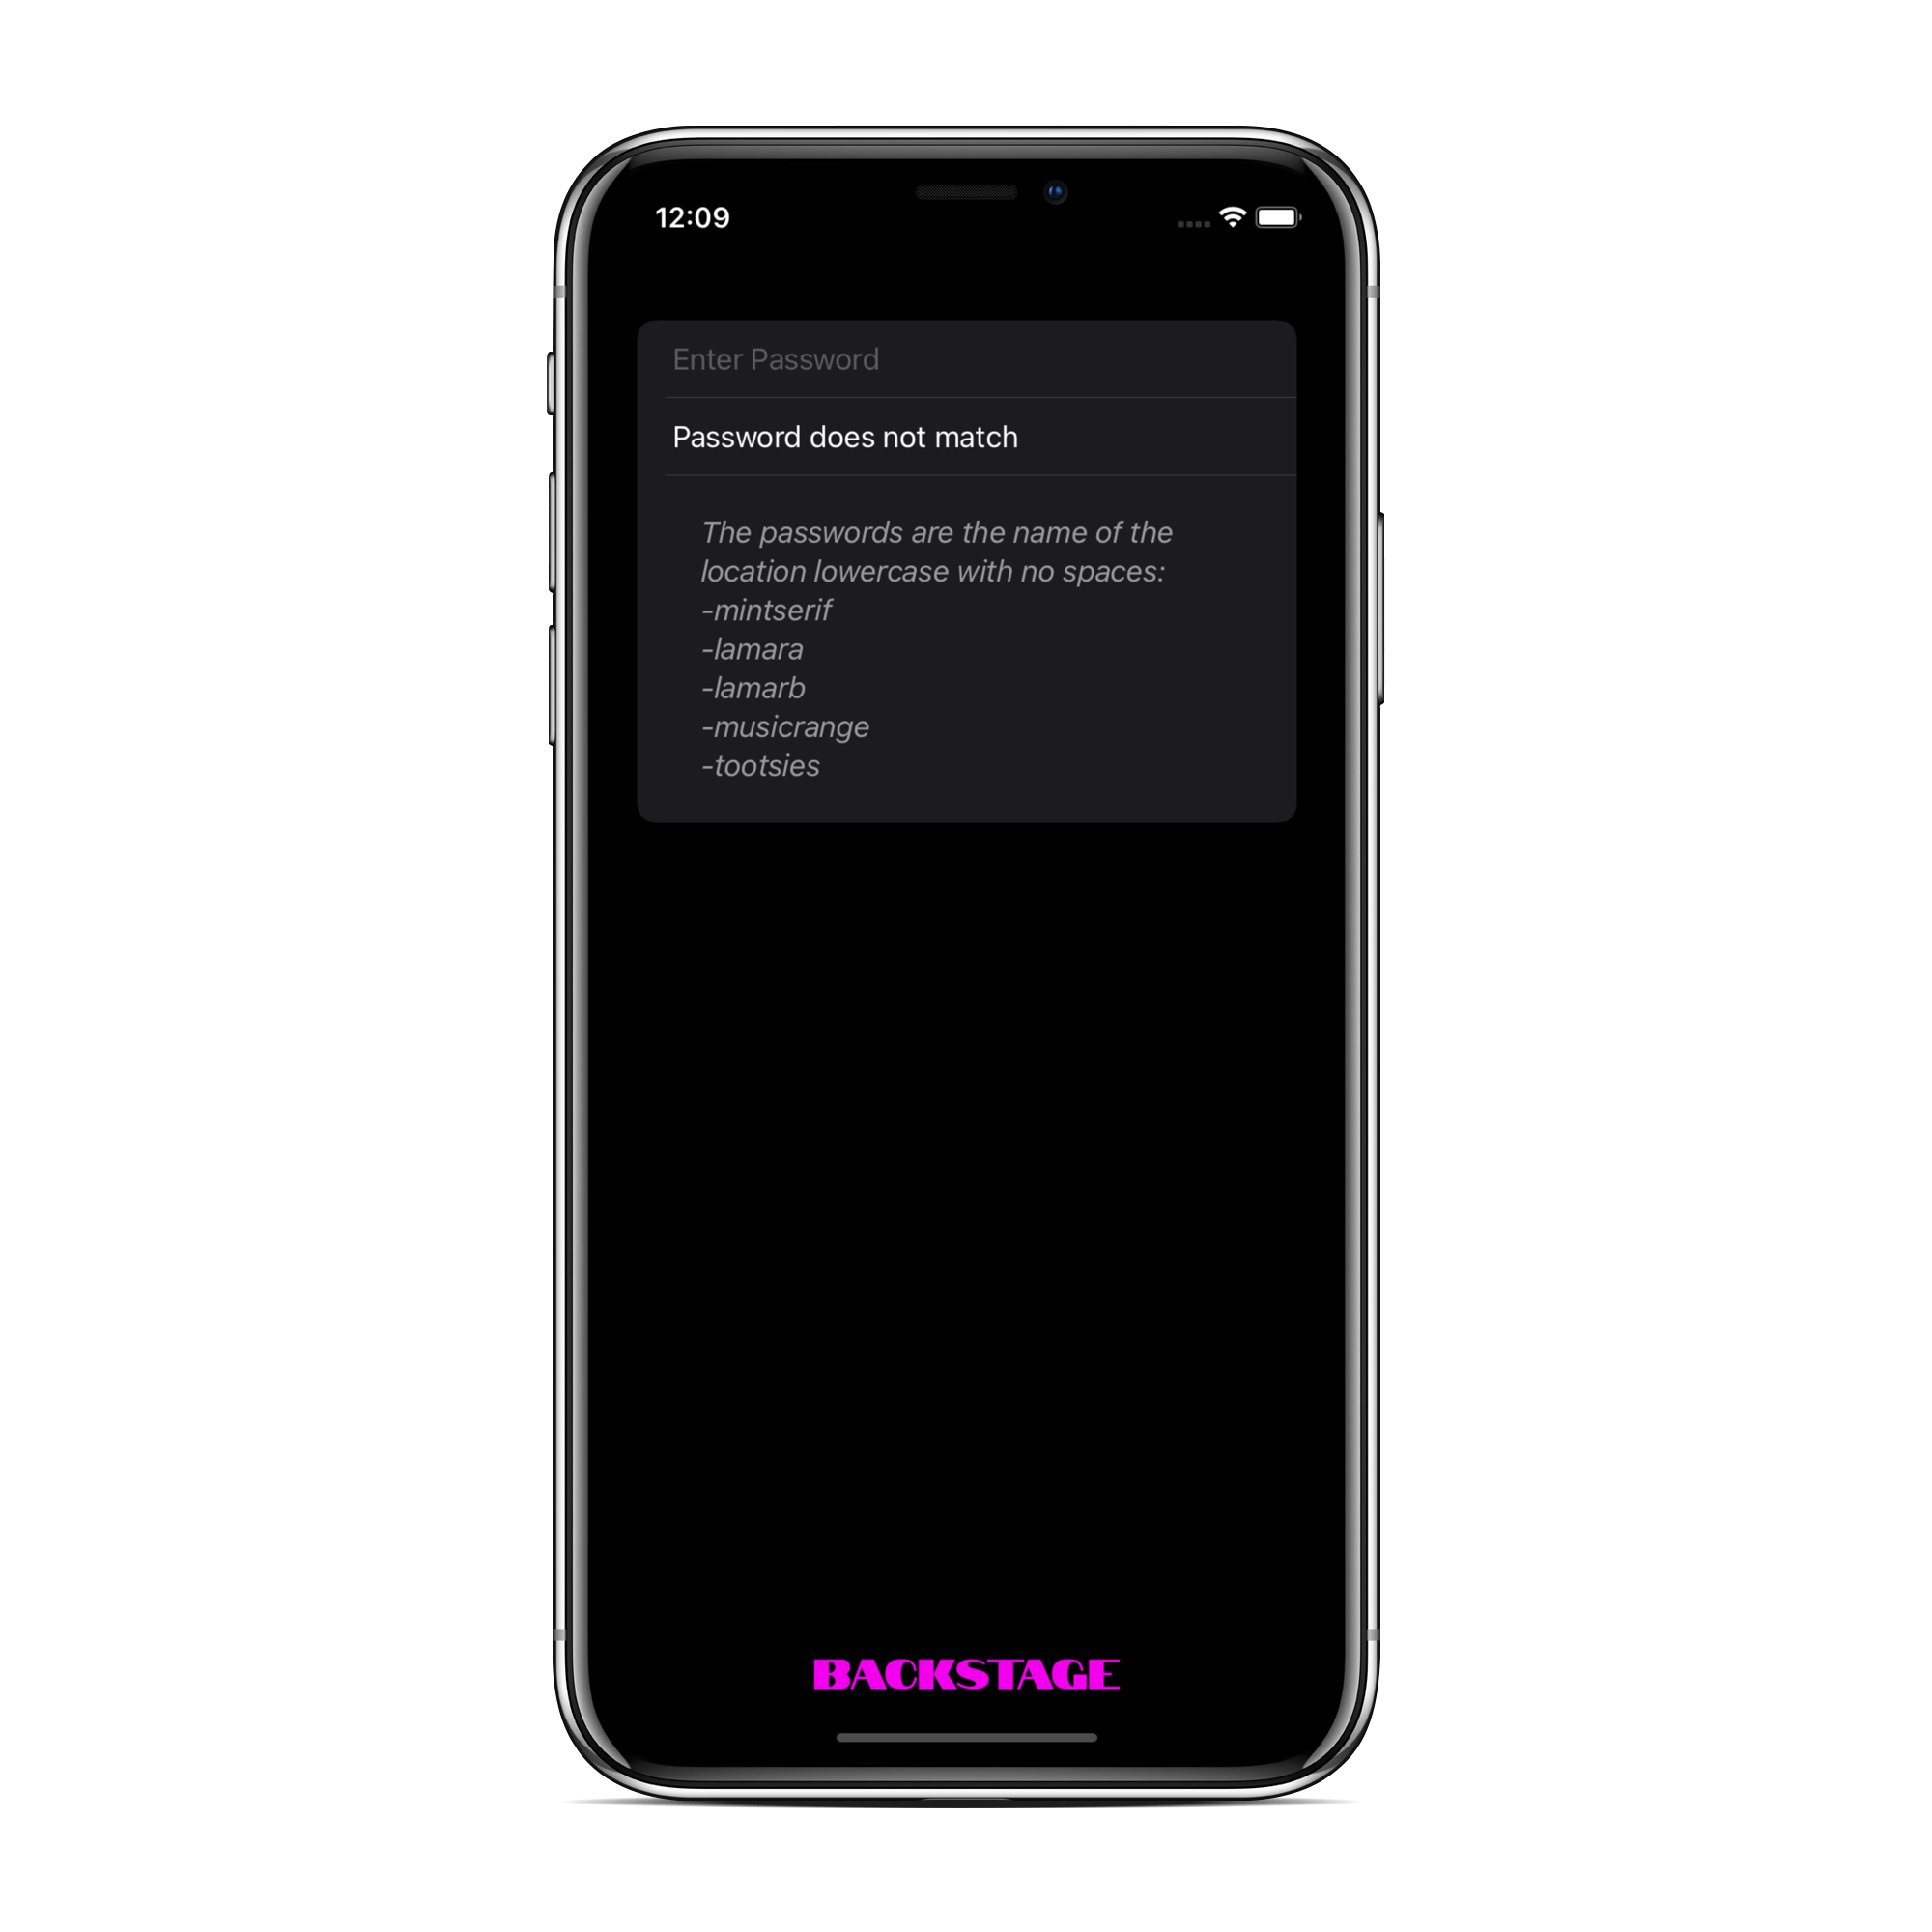 12:09
Enter Password
Password does not match
The passwords are the name of the
location lowercase with no spaces:
-mintserif
-lamara
-lamarb
-musicrange
-tootsies
BACKSTAGE